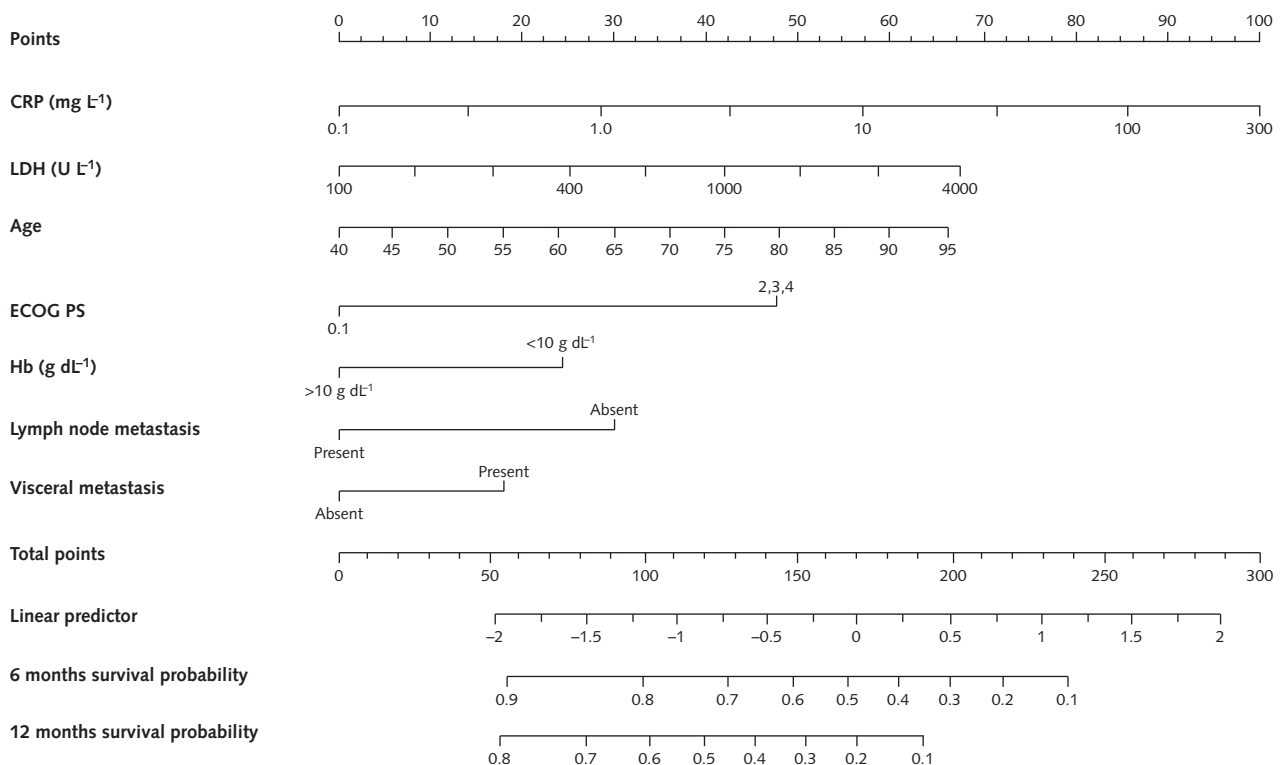 0 10 20 30 40 50 60 70 80 90 100
Points
CRP (mg L⁻¹)
0.1 1.0 10 100 300
LDH (U L⁻¹)
100 400 1000 4000
Age
40 45 50 55 60 65 70 75 80 85 90 95
2,3,4
ECOG PS
0.1
<10 g dL⁻¹
Hb (g dL⁻¹)
>10 g dL⁻¹
Absent
Lymph node metastasis
Present
Present
Visceral metastasis
Absent
Total points
0 50 100 150 200 250 300
Linear predictor
–2 –1.5 –1 –0.5 0 0.5 1 1.5 2
6 months survival probability
0.9 0.8 0.7 0.6 0.5 0.4 0.3 0.2 0.1
12 months survival probability
0.8 0.7 0.6 0.5 0.4 0.3 0.2 0.1